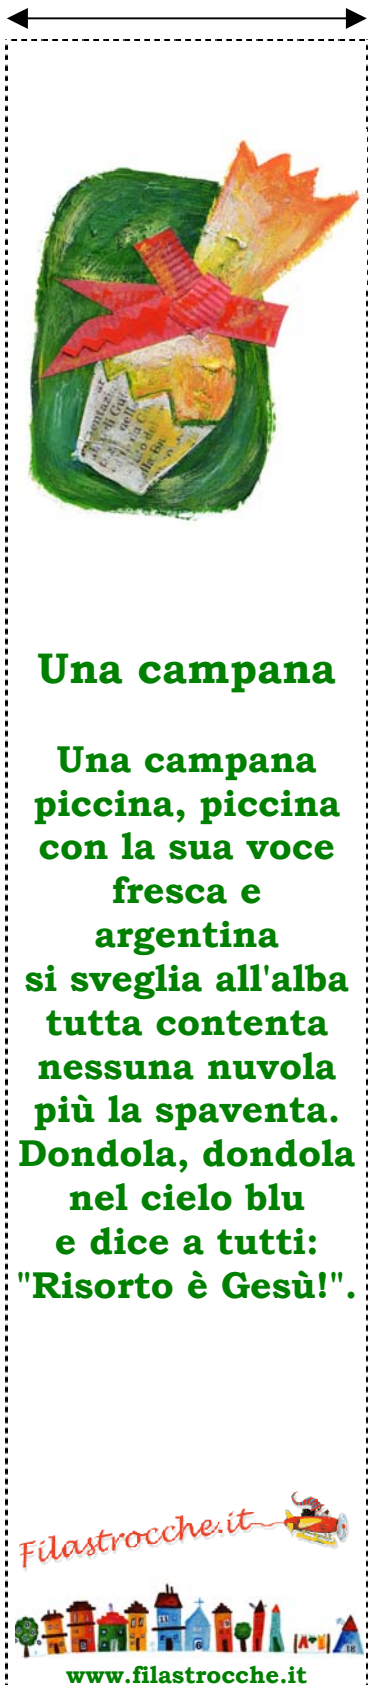 Una campana
Una campana
piccina, piccina
con la sua voce
fresca e
argentina
si sveglia all'alba
tutta contenta
nessuna nuvola
più la spaventa.
Dondola, dondola
nel cielo blu
e dice a tutti:
"Risorto è Gesù!".
Filastrocche.it
www.filastrocche.it